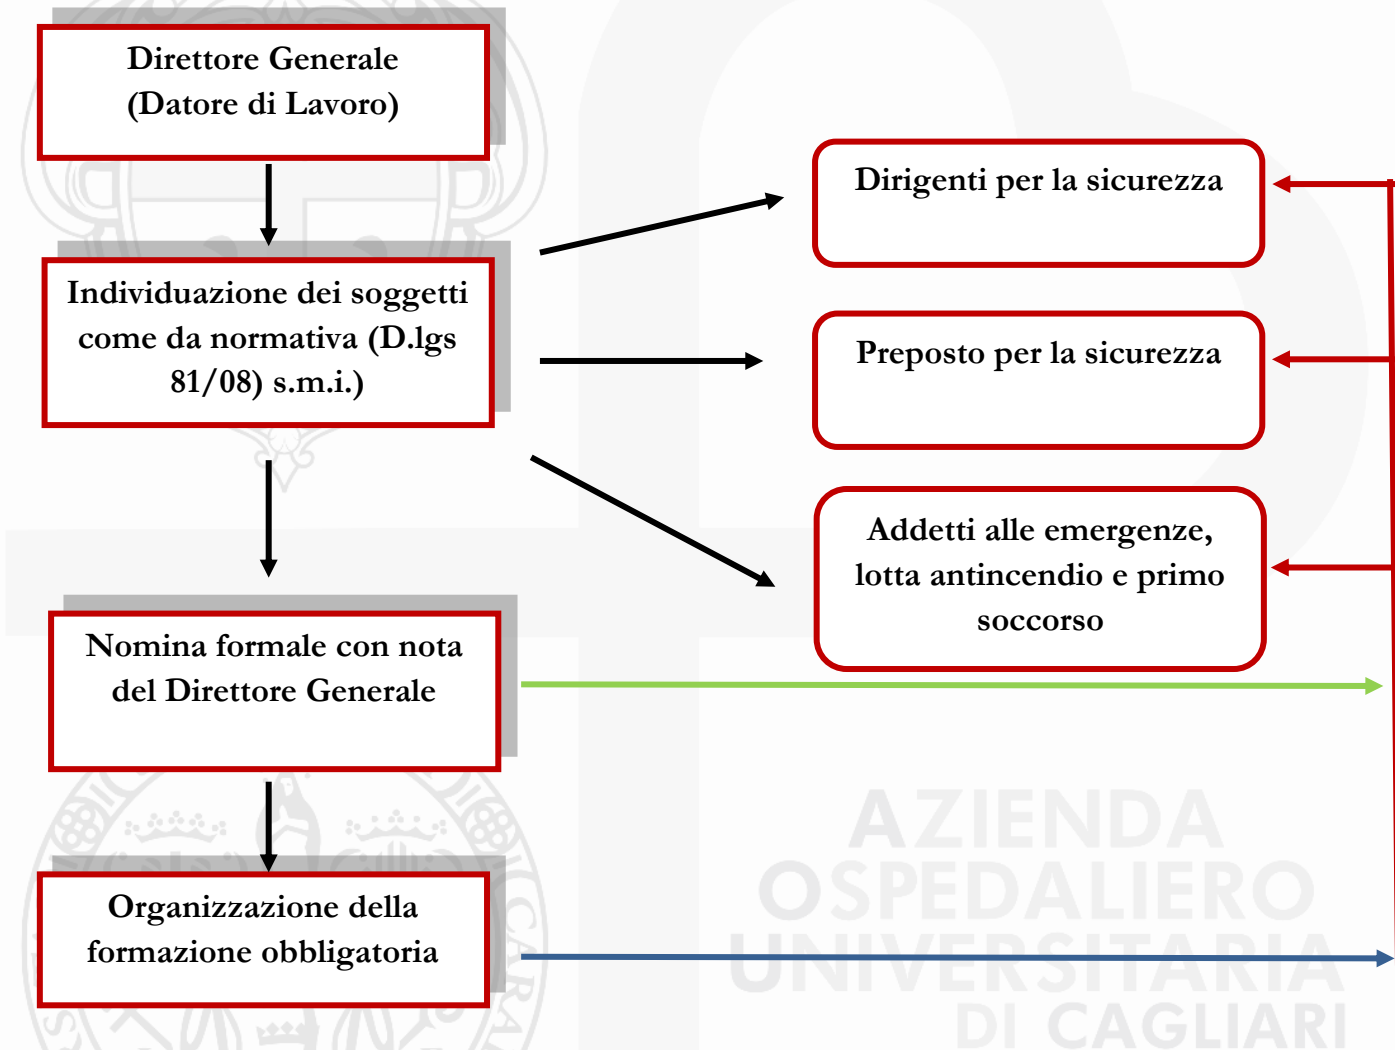 Direttore Generale
(Datore di Lavoro)
Individuazione dei soggetti
come da normativa (D.lgs
81/08) s.m.i.)
Nomina formale con nota
del Direttore Generale
Organizzazione della
formazione obbligatoria
Dirigenti per la sicurezza
Preposto per la sicurezza
Addetti alle emergenze,
lotta antincendio e primo
soccorso
AZIENDA
OSPEDALIERO
UNIVERSITARIA
DI CAGLIARI